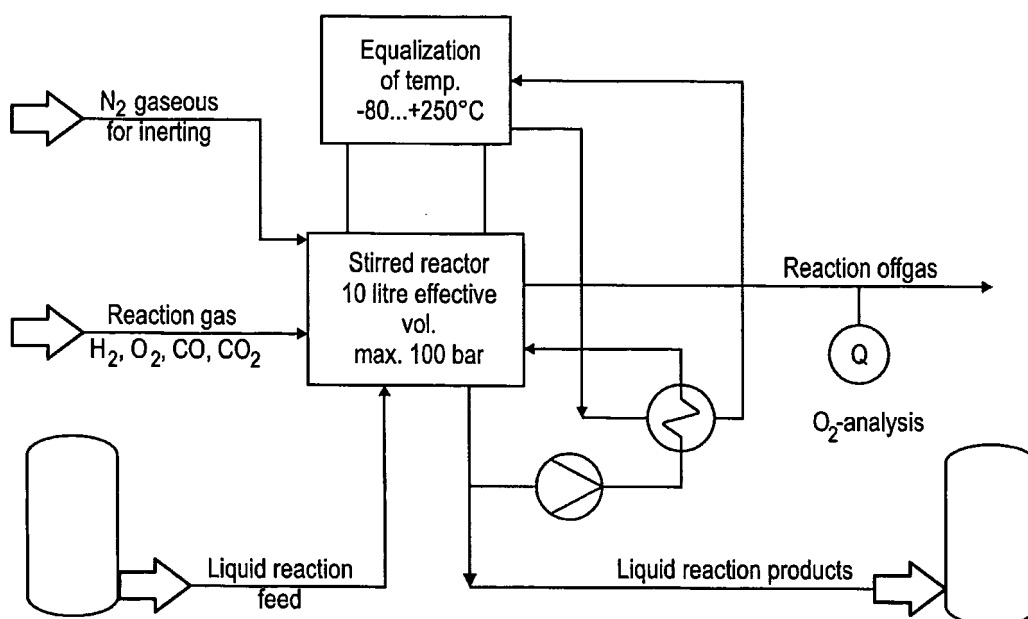 Equalization
of temp.
-80...+250°C
N₂ gaseous
for inerting
Stirred reactor
10 litre effective
vol.
max. 100 bar
Reaction offgas
Reaction gas
H₂, O₂, CO, CO₂
Q
O₂-analysis
Liquid reaction
feed
Liquid reaction products